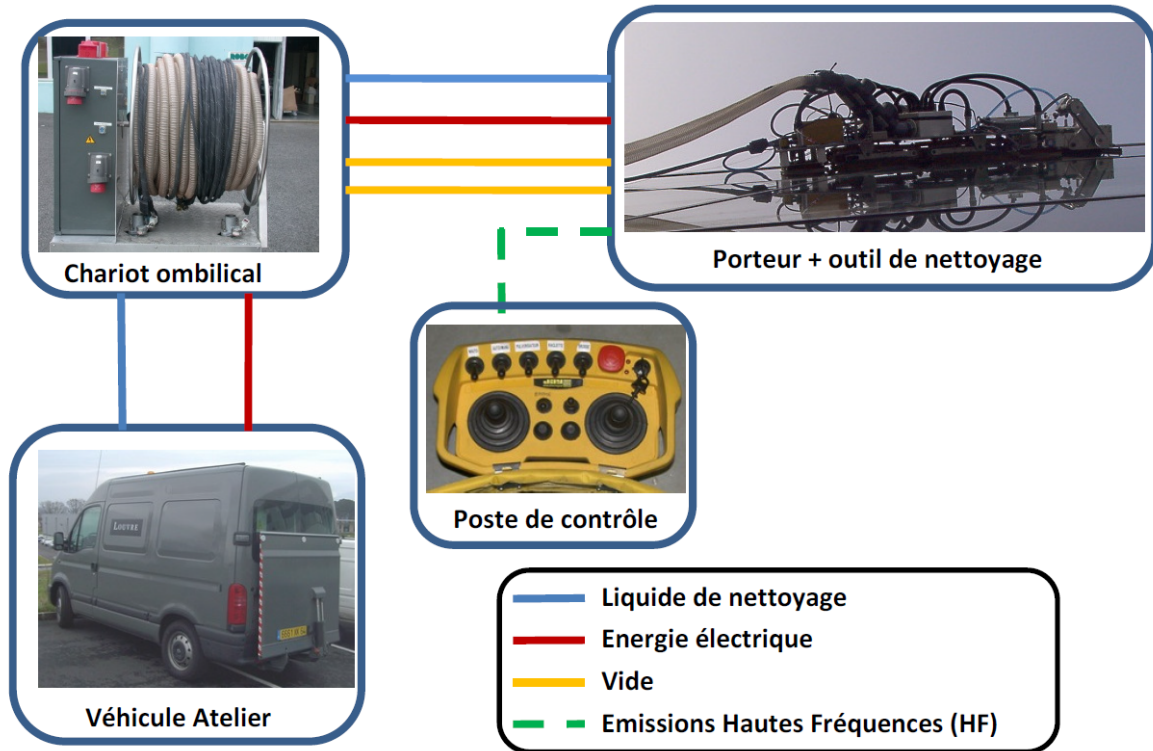 Chariot ombilical
Porteur + outil de nettoyage
Poste de contrôle
LOUVRE
Véhicule Atelier
Liquide de nettoyage
Energie électrique
Vide
Emissions Hautes Fréquences (HF)